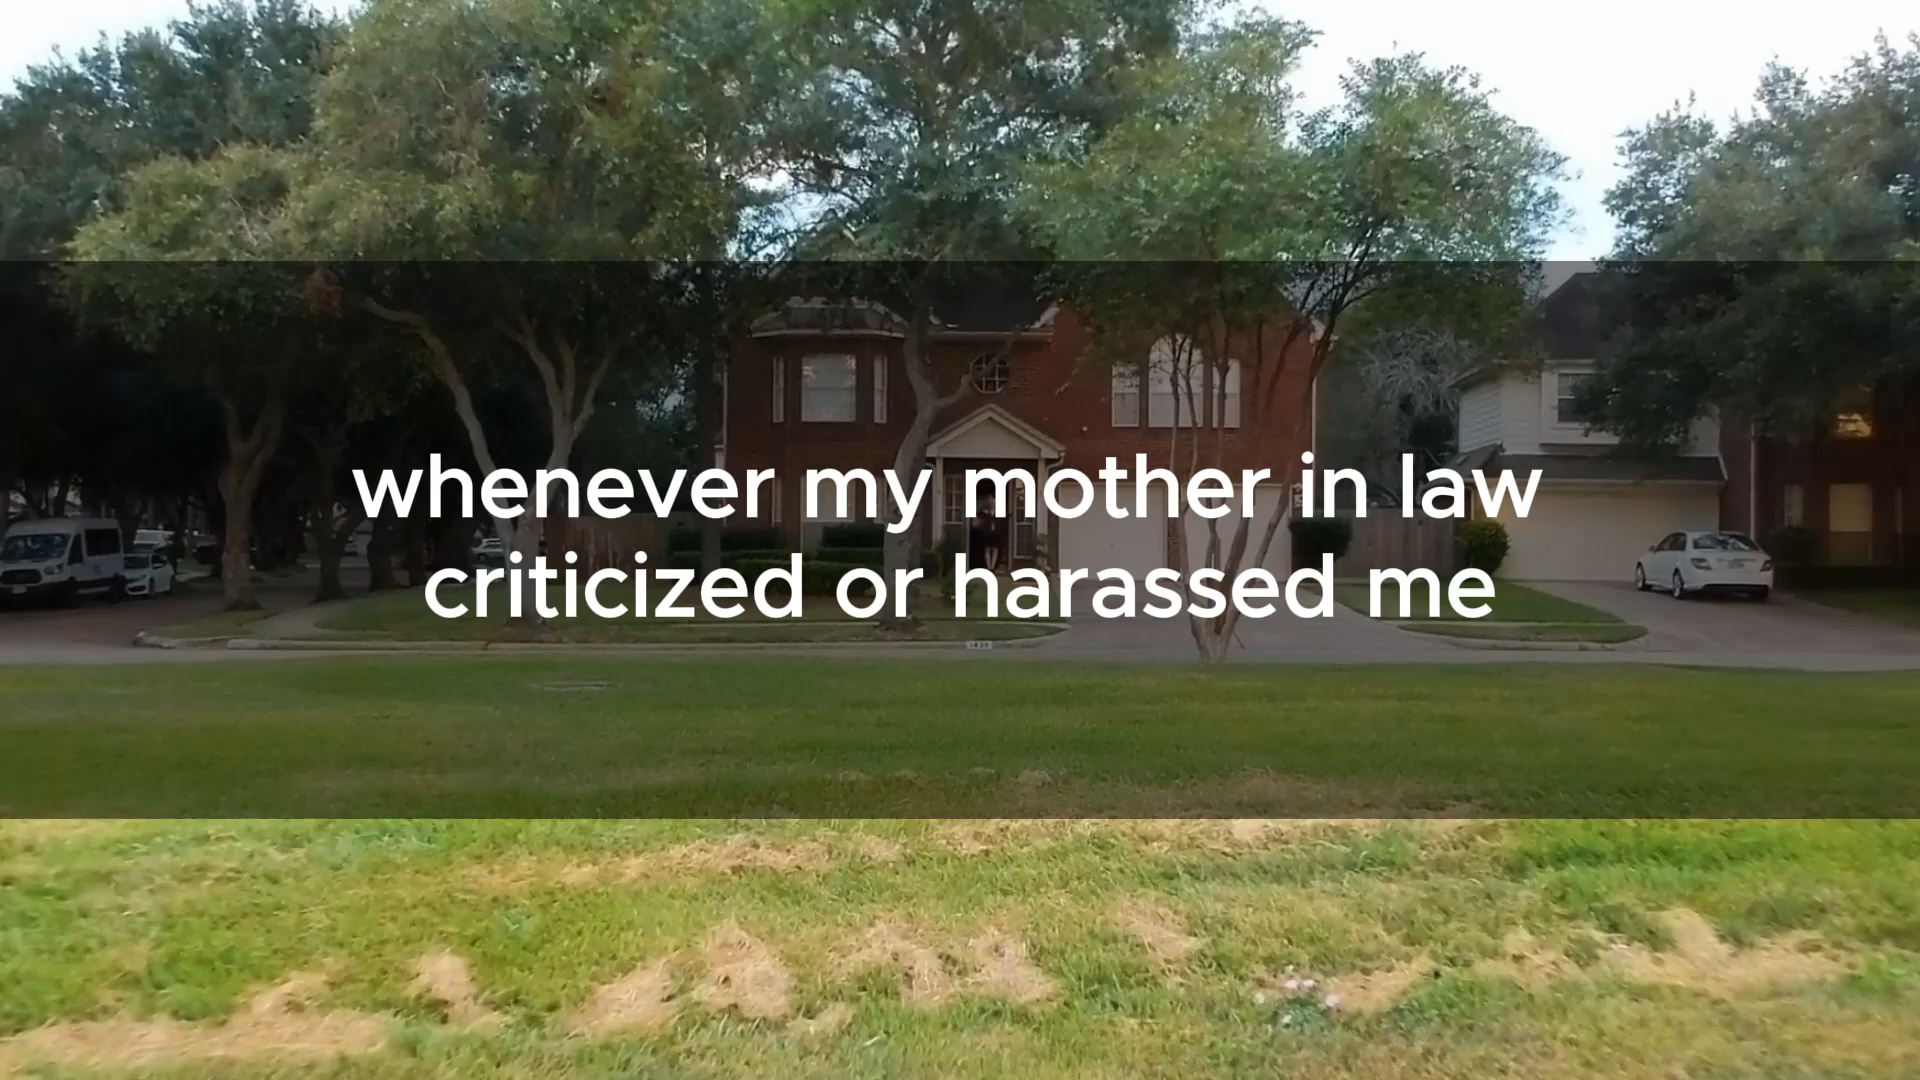 whenever my mother in law
criticized or harassed me